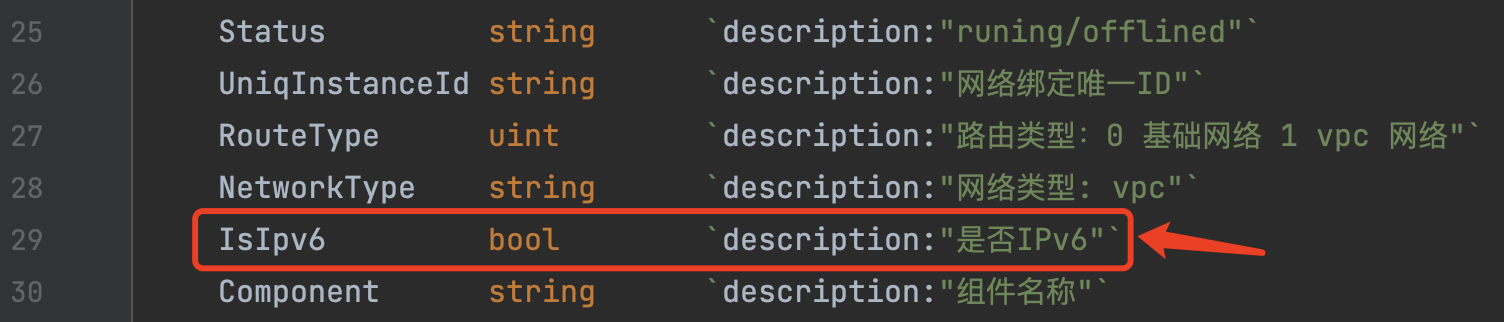 25 Status string `description:"runing/offlined"`
26 UniqInstanceId string `description:"网络绑定唯一ID"`
27 RouteType uint `description:"路由类型：0 基础网络 1 vpc 网络"`
28 NetworkType string `description:"网络类型: vpc"`
29 IsIpv6 bool `description:"是否IPv6"`
30 Component string `description:"组件名称"`